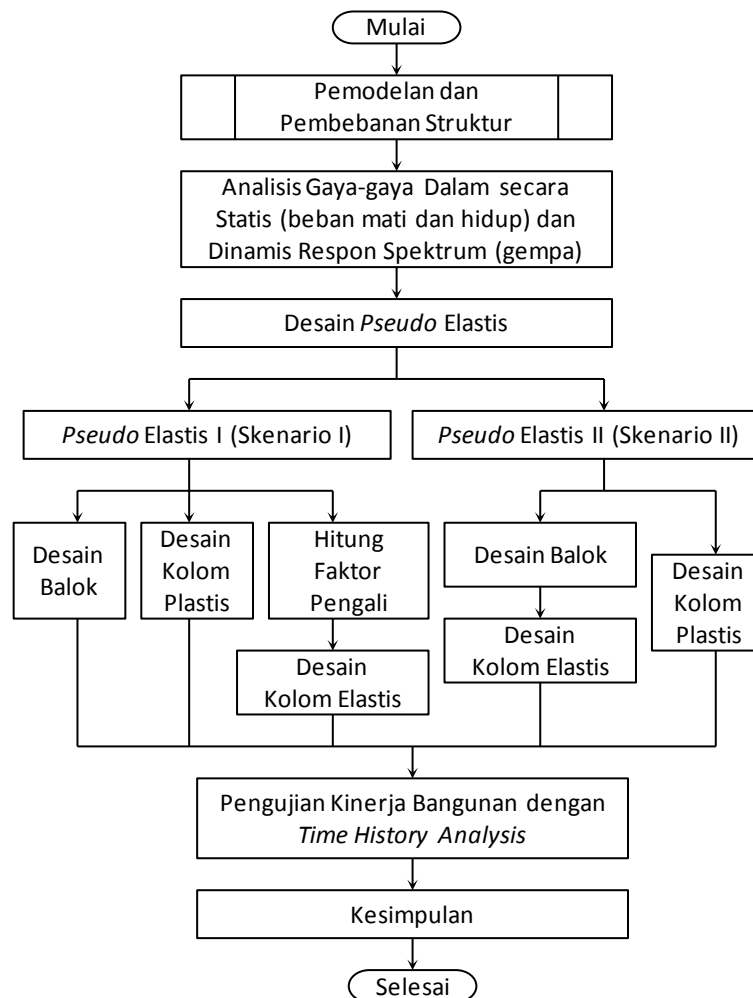 Mulai
Pemodelan dan
Pembebanan Struktur
Analisis Gaya-gaya Dalam secara
Statis (beban mati dan hidup) dan
Dinamis Respon Spektrum (gempa)
Desain Pseudo Elastis
Pseudo Elastis I (Skenario I)
Pseudo Elastis II (Skenario II)
Desain
Balok
Desain
Kolom
Plastis
Hitung
Faktor
Pengali
Desain
Kolom Elastis
Desain Balok
Desain
Kolom Elastis
Desain
Kolom
Plastis
Pengujian Kinerja Bangunan dengan
Time History Analysis
Kesimpulan
Selesai